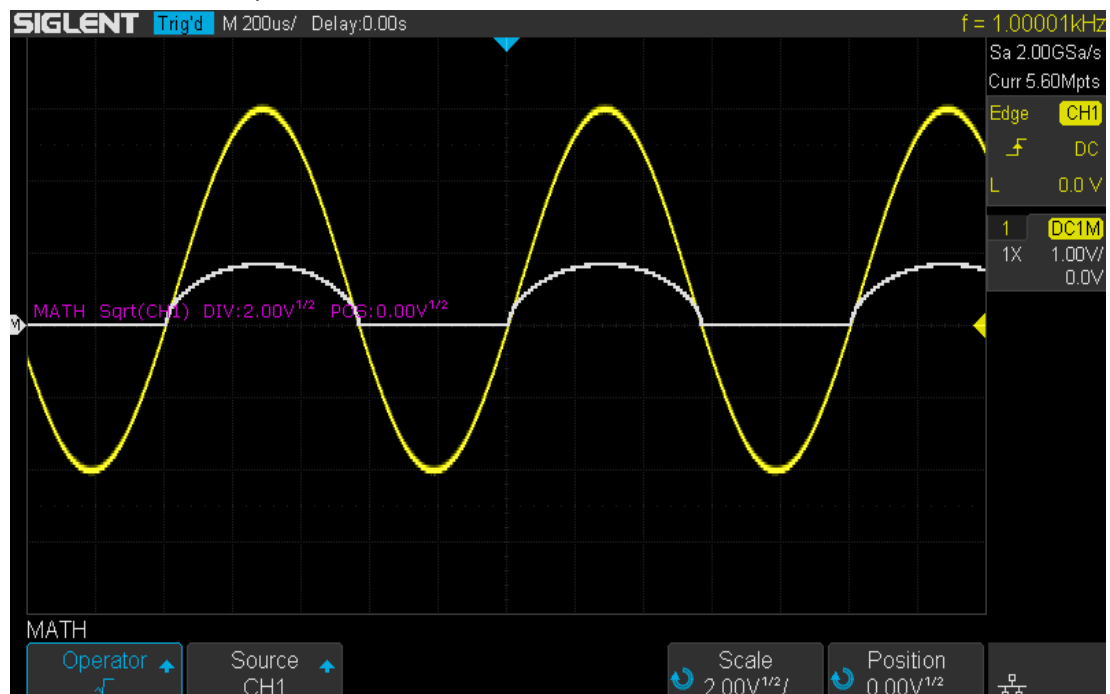 SIGLENT Trig'd M 200us/ Delay:0.00s f = 1.00001kHz
Sa 2.00GSa/s
Curr 5.60Mpts
Edge CH1
DC
L 0.0 V
1 DC1M
1X 1.00V/
0.0V
MATH Sqrt(CH1) DIV:2.00V1/2 POS:0.00V1/2
M
MATH
Operator Source Scale Position
√ CH1 2.00V1/2/ 0.00V1/2